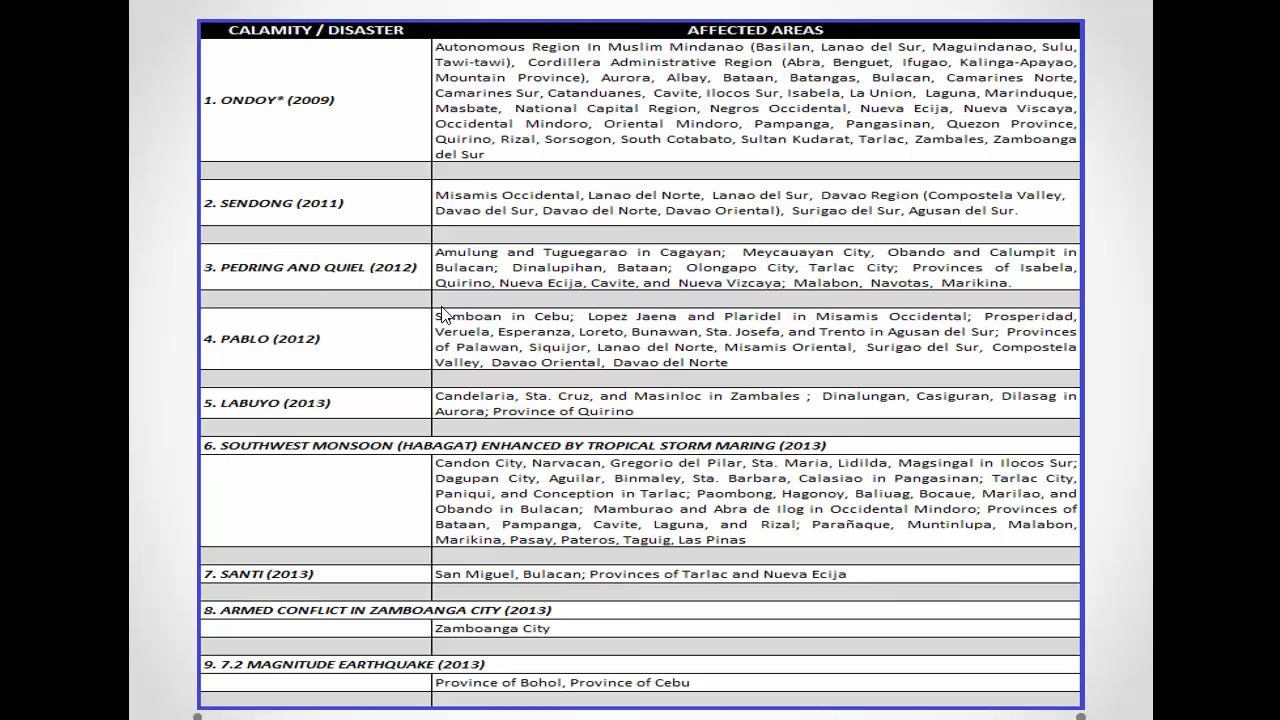 CALAMITY / DISASTER AFFECTED AREAS
Autonomous Region In Muslim Mindanao (Basilan, Lanao del Sur, Maguindanao, Sulu,
Tawi-tawi), Cordillera Administrative Region (Abra, Benguet, Ifugao, Kalinga-Apayao,
Mountain Province), Aurora, Albay, Bataan, Batangas, Bulacan, Camarines Norte,
1. ONDOY* (2009) Camarines Sur, Catanduanes, Cavite, Ilocos Sur, Isabela, La Union, Laguna, Marinduque,
Masbate, National Capital Region, Negros Occidental, Nueva Ecija, Nueva Viscaya,
Occidental Mindoro, Oriental Mindoro, Pampanga, Pangasinan, Quezon Province,
Quirino, Rizal, Sorsogon, South Cotabato, Sultan Kudarat, Tarlac, Zambales, Zamboanga
del Sur
2. SENDONG (2011) Misamis Occidental, Lanao del Norte, Lanao del Sur, Davao Region (Compostela Valley,
Davao del Sur, Davao del Norte, Davao Oriental), Surigao del Sur, Agusan del Sur.
Amulung and Tuguegarao in Cagayan; Meycauayan City, Obando and Calumpit in
3. PEDRING AND QUIEL (2012) Bulacan; Dinalupihan, Bataan; Olongapo City, Tarlac City; Provinces of Isabela,
Quirino, Nueva Ecija, Cavite, and Nueva Vizcaya; Malabon, Navotas, Marikina.
in Cebu; Lopez Jaena and Plaridel in Misamis Occidental; Prosperidad,
Veruela, Esperanza, Loreto, Bunawan, Sta. Josefa, and Trento in Agusan del Sur; Provinces
4. PABLO (2012) of Palawan, Siquijor, Lanao del Norte, Misamis Oriental, Surigao del Sur, Compostela
Valley, Davao Oriental, Davao del Norte
5. LABUYO (2013) Candelaria, Sta. Cruz, and Masinloc in Zambales ; Dinalungan, Casiguran, Dilasag in
Aurora; Province of Quirino
6. SOUTHWEST MONSOON (HABAGAT) ENHANCED BY TROPICAL STORM MARING (2013)
Candon City, Narvacan, Gregorio del Pilar, Sta. Maria, Lidilda, Magsingal in Ilocos Sur;
Dagupan City, Aguilar, Binmaley, Sta. Barbara, Calasiao in Pangasinan; Tarlac City,
Paniqui, and Conception in Tarlac; Paombong, Hagonoy, Baliuag, Bocaue, Marilao, and
Obando in Bulacan; Mamburao and Abra de Ilog in Occidental Mindoro; Provinces of
Bataan, Pampanga, Cavite, Laguna, and Rizal; Parañaque, Muntinlupa, Malabon,
Marikina, Pasay, Pateros, Taguig, Las Pinas
7. SANTI (2013) San Miguel, Bulacan; Provinces of Tarlac and Nueva Ecija
8. ARMED CONFLICT IN ZAMBOANGA CITY (2013)
Zamboanga City
9. 7.2 MAGNITUDE EARTHQUAKE (2013)
Province of Bohol, Province of Cebu